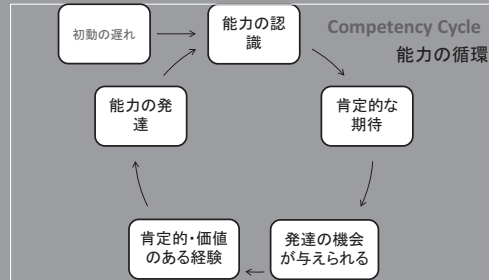 Competency Cycle
能力の循環
初動の遅れ
能力の認
識
肯定的な
期待
発達の機会
が与えられる
肯定的・価値
のある経験
能力の発
達